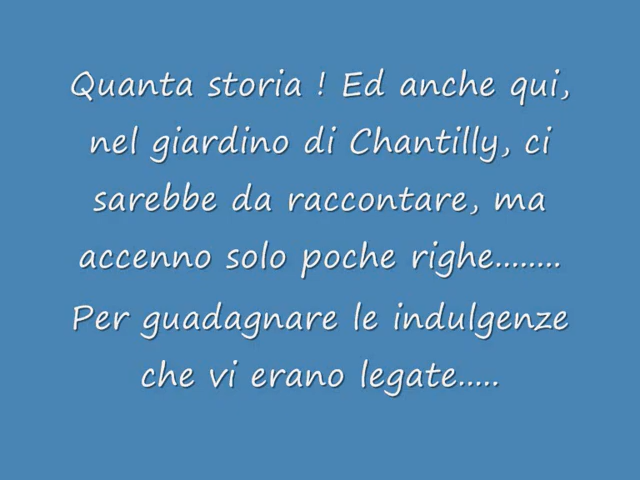 Quanta storia ! Ed anche qui,
nel giardino di Chantilly, ci
sarebbe da raccontare, ma
accenno solo poche righe........
Per guadagnare le indulgenze
che vi erano legate.....